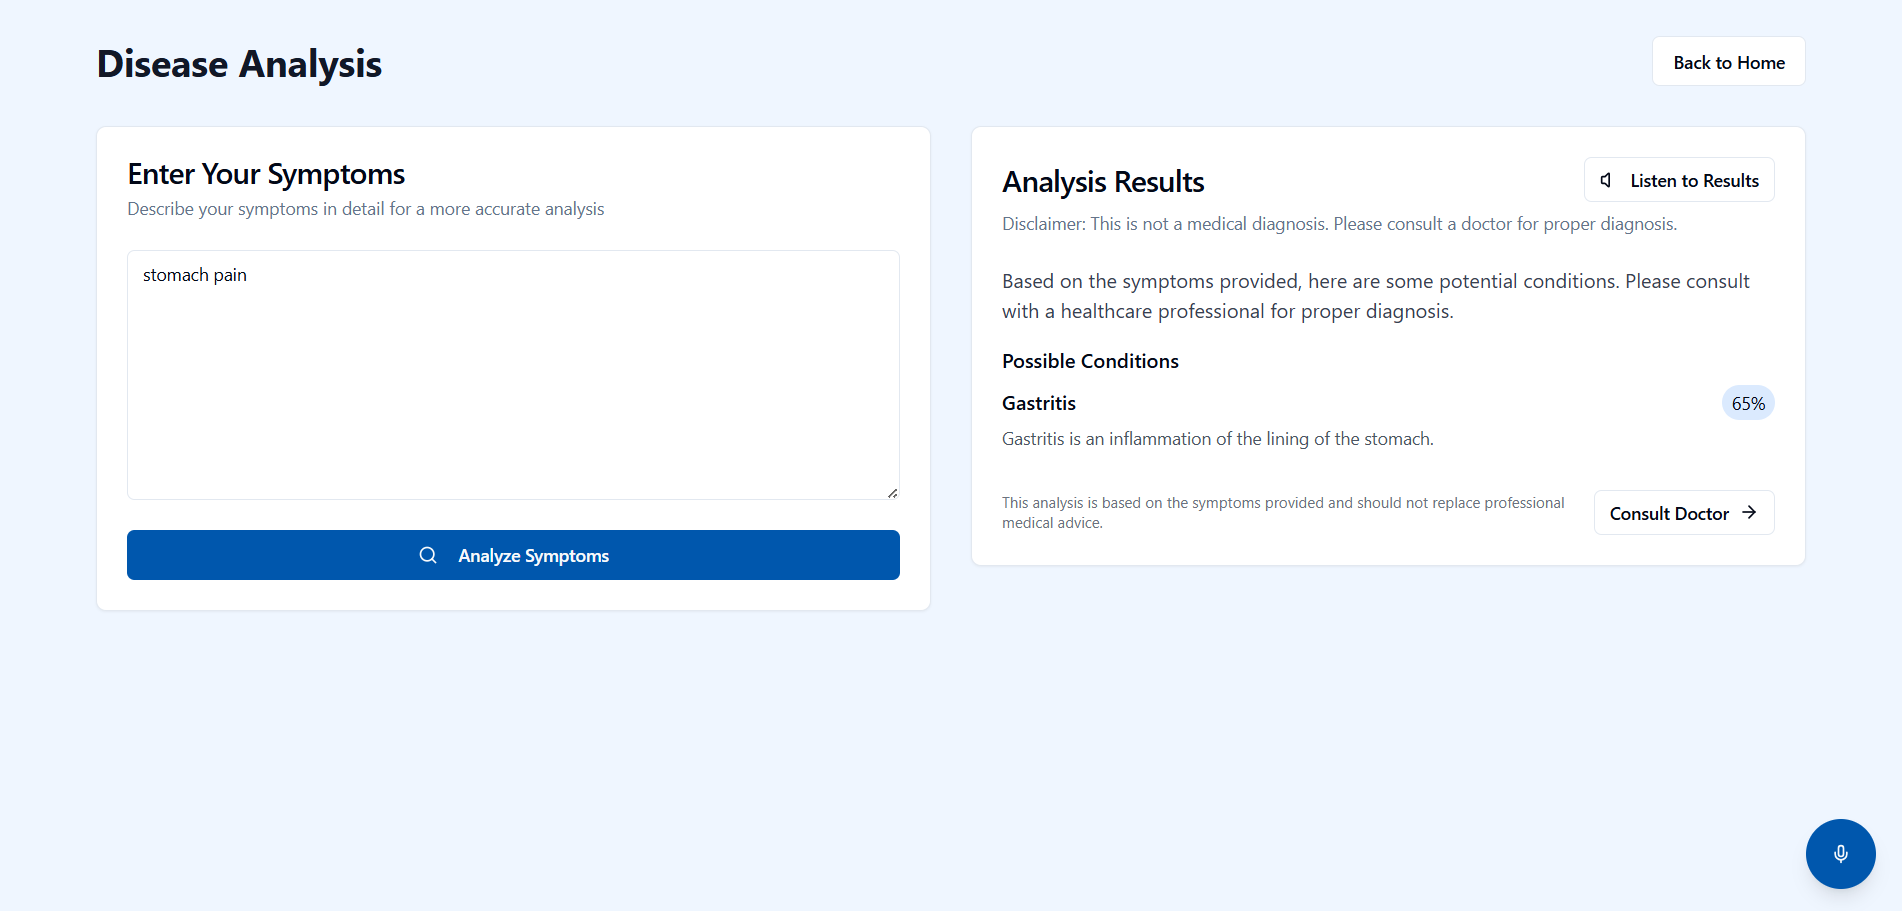 Disease Analysis
Back to Home
Enter Your Symptoms
Describe your symptoms in detail for a more accurate analysis
stomach pain
Analyze Symptoms
Analysis Results
Listen to Results
Disclaimer: This is not a medical diagnosis. Please consult a doctor for proper diagnosis.
Based on the symptoms provided, here are some potential conditions. Please consult
with a healthcare professional for proper diagnosis.
Possible Conditions
Gastritis
65%
Gastritis is an inflammation of the lining of the stomach.
This analysis is based on the symptoms provided and should not replace professional
medical advice.
Consult Doctor